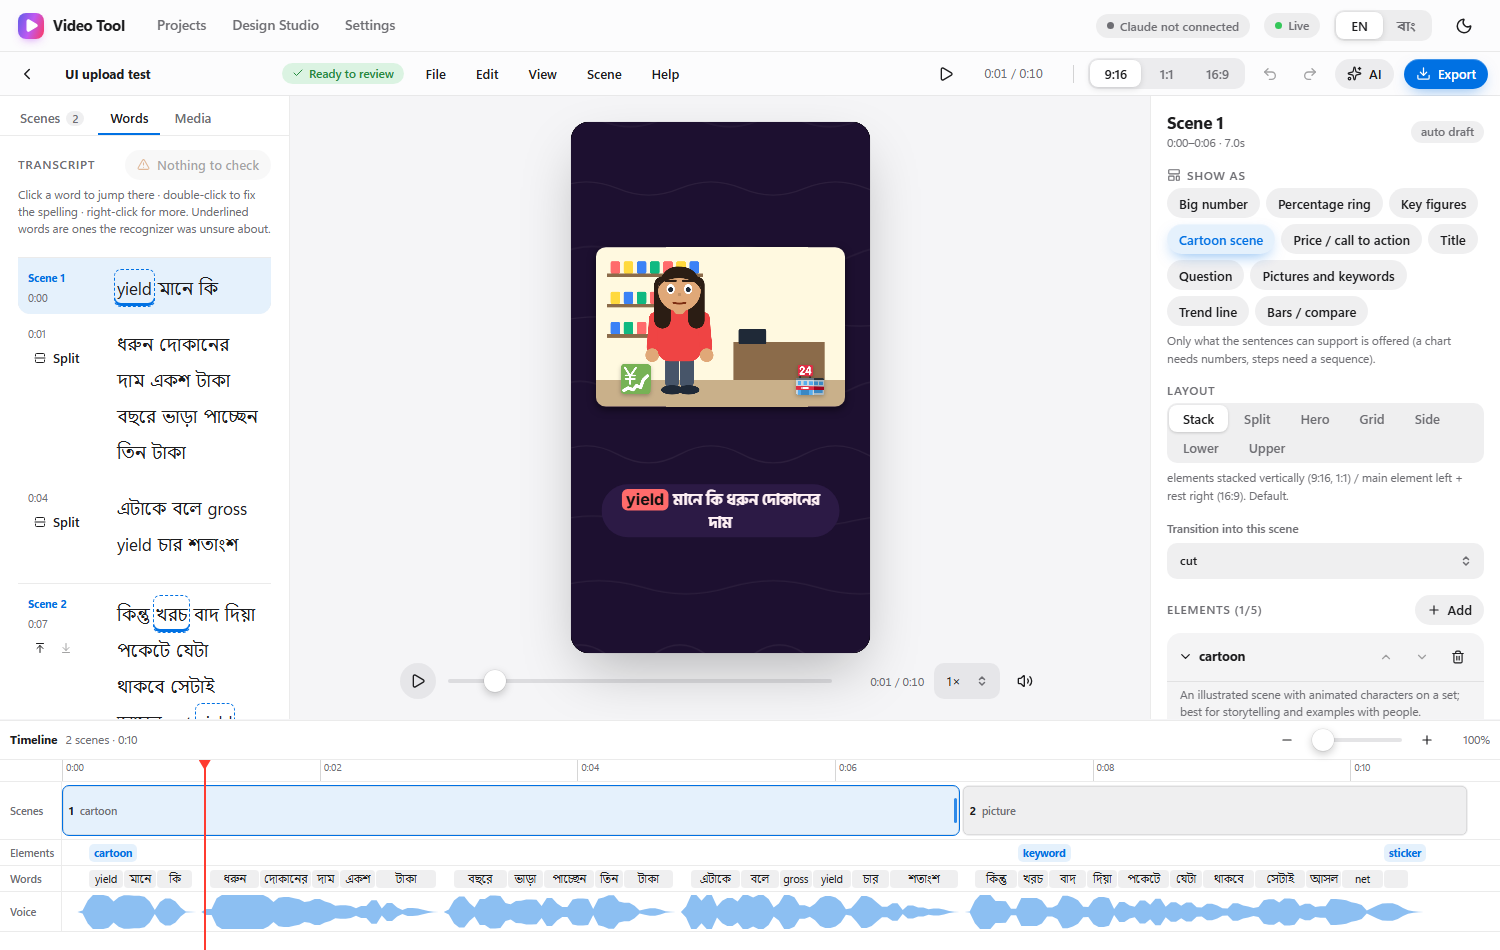 Video Tool
Projects
Design Studio
Settings
Claude not connected
Live
EN
বাং
UI upload test
Ready to review
File
Edit
View
Scene
Help
0:01 / 0:10
9:16
1:1
16:9
AI
Export
Scenes 2
Words
Media
TRANSCRIPT
Nothing to check
Click a word to jump there · double-click to fix
the spelling · right-click for more. Underlined
words are ones the recognizer was unsure about.
Scene 1
0:00
yield মানে কি
0:01
Split
ধরুন দোকানের
দাম একশ টাকা
বছরে ভাড়া পাচ্ছেন
তিন টাকা
0:04
Split
এটাকে বলে gross
yield চার শতাংশ
Scene 2
0:07
কিন্তু খরচ বাদ দিয়া
পকেটে যেটা
থাকবে সেটাই
24
yield মানে কি ধরুন দোকানের
দাম
0:01 / 0:10
1×
Scene 1
0:00–0:06 · 7.0s
auto draft
SHOW AS
Big number
Percentage ring
Key figures
Cartoon scene
Price / call to action
Title
Question
Pictures and keywords
Trend line
Bars / compare
Only what the sentences can support is offered (a chart
needs numbers, steps need a sequence).
LAYOUT
Stack
Split
Hero
Grid
Side
Lower
Upper
elements stacked vertically (9:16, 1:1) / main element left +
rest right (16:9). Default.
Transition into this scene
cut
ELEMENTS (1/5)
Add
cartoon
An illustrated scene with animated characters on a set;
best for storytelling and examples with people.
Timeline 2 scenes · 0:10
100%
0:00
0:02
0:04
0:06
0:08
0:10
Scenes
1 cartoon
2 picture
Elements
cartoon
keyword
sticker
Words
yield মানে কি ধরুন দোকানের দাম একশ টাকা বছরে ভাড়া পাচ্ছেন তিন টাকা এটাকে বলে gross yield চার শতাংশ কিন্তু খরচ বাদ দিয়া পকেটে যেটা থাকবে সেটাই আসল net
Voice